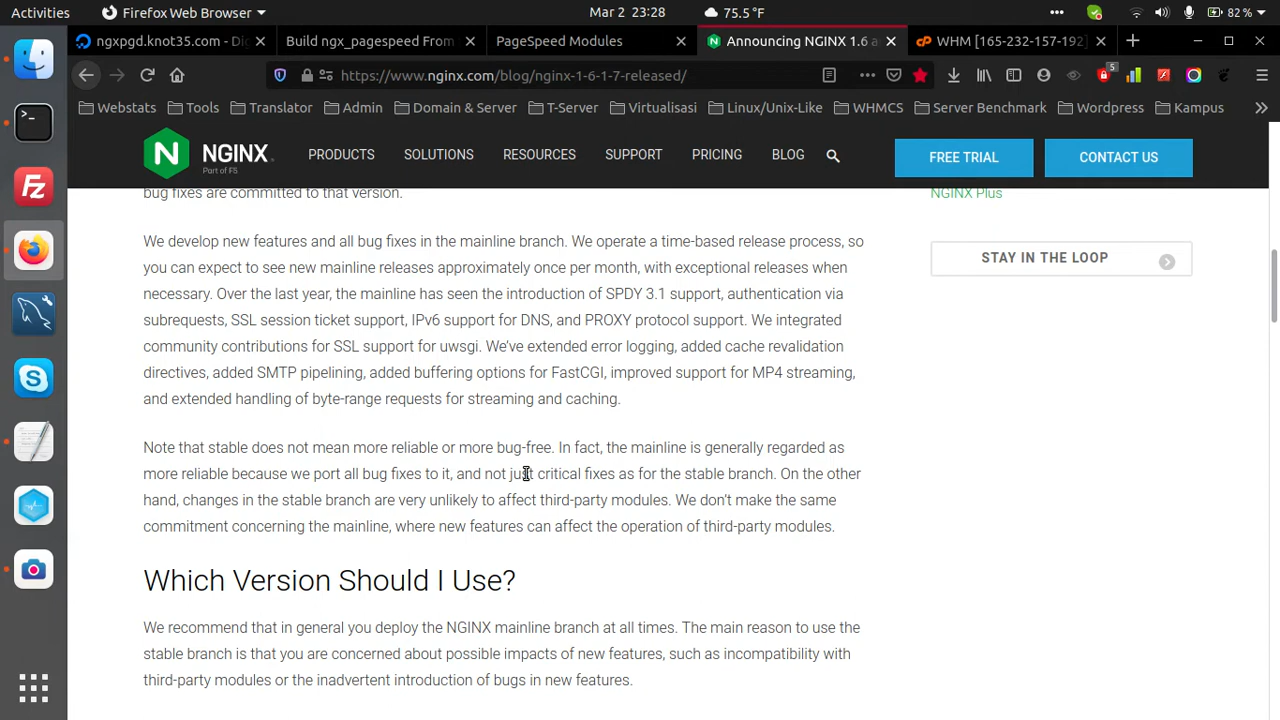 Activities
Firefox Web Browser
Mar 2 23:28
75.5 °F
82 %
ngxpgd.knot35.com - Di
Build ngx_pagespeed From
PageSpeed Modules
Announcing NGINX 1.6 a
WHM [165-232-157-192]
https://www.nginx.com/blog/nginx-1-6-1-7-released/
5
Webstats
Tools
Translator
Admin
Domain & Server
T-Server
Virtualisasi
Linux/Unix-Like
WHMCS
Server Benchmark
Wordpress
Kampus
N
NGINX
Part of F5
PRODUCTS
SOLUTIONS
RESOURCES
SUPPORT
PRICING
BLOG
FREE TRIAL
CONTACT US
bug fixes are committed to that version.
NGINX Plus
STAY IN THE LOOP
We develop new features and all bug fixes in the mainline branch. We operate a time-based release process, so
you can expect to see new mainline releases approximately once per month, with exceptional releases when
necessary. Over the last year, the mainline has seen the introduction of SPDY 3.1 support, authentication via
subrequests, SSL session ticket support, IPv6 support for DNS, and PROXY protocol support. We integrated
community contributions for SSL support for uwsgi. We’ve extended error logging, added cache revalidation
directives, added SMTP pipelining, added buffering options for FastCGI, improved support for MP4 streaming,
and extended handling of byte-range requests for streaming and caching.
Note that stable does not mean more reliable or more bug-free. In fact, the mainline is generally regarded as
more reliable because we port all bug fixes to it, and not just critical fixes as for the stable branch. On the other
hand, changes in the stable branch are very unlikely to affect third-party modules. We don’t make the same
commitment concerning the mainline, where new features can affect the operation of third-party modules.
Which Version Should I Use?
We recommend that in general you deploy the NGINX mainline branch at all times. The main reason to use the
stable branch is that you are concerned about possible impacts of new features, such as incompatibility with
third-party modules or the inadvertent introduction of bugs in new features.